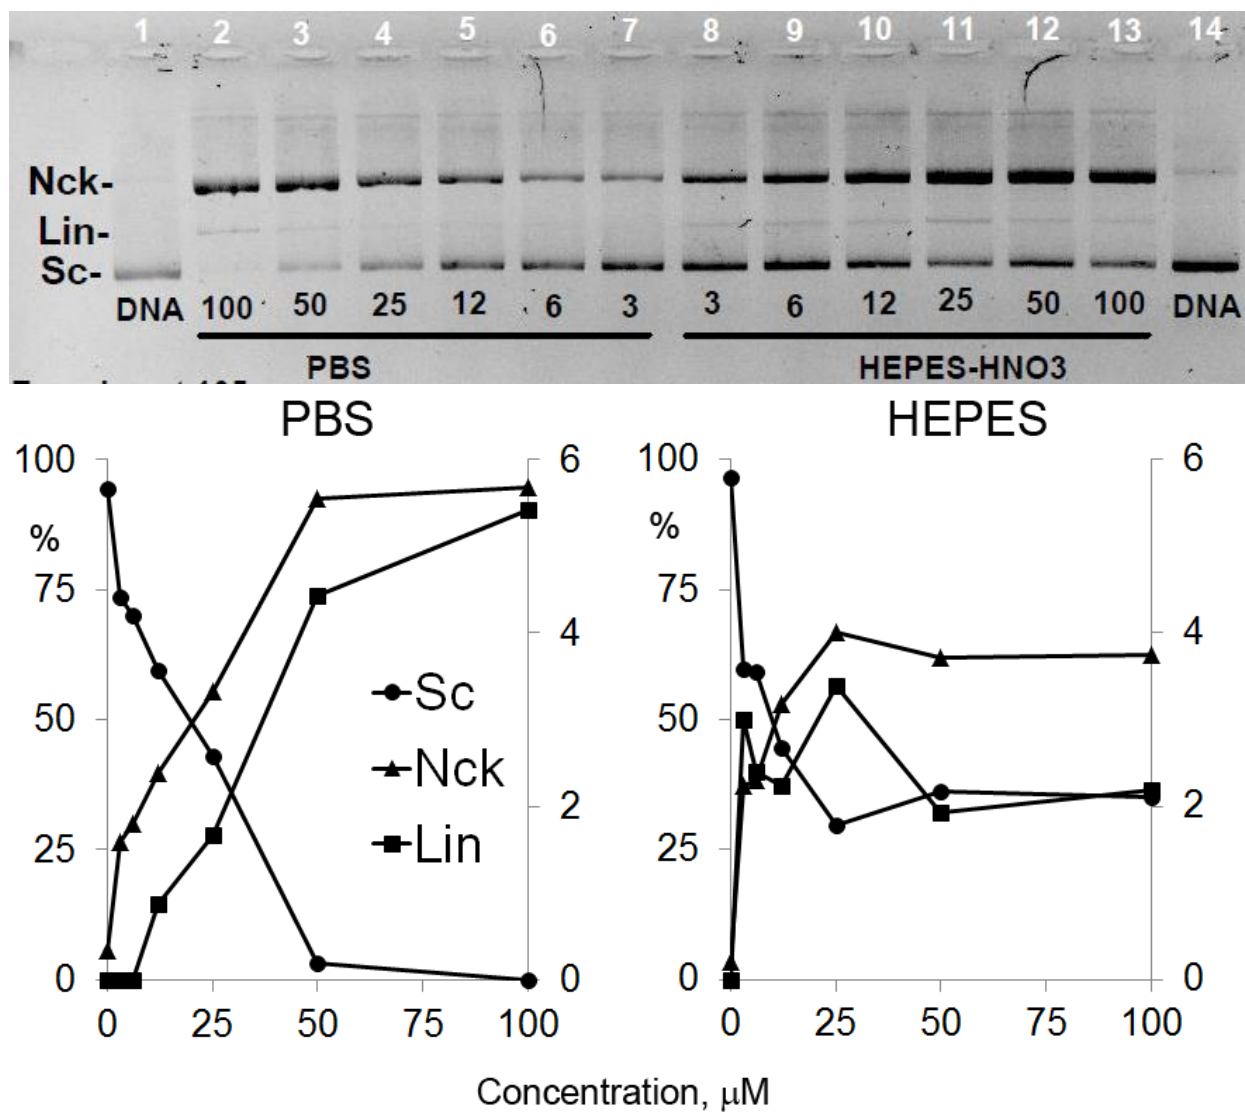 1 2 3 4 5 6 7 8 9 10 11 12 13 14
Nck-
Lin-
Sc-
DNA 100 50 25 12 6 3 3 6 12 25 50 100 DNA
PBS HEPES-HNO3
PBS HEPES
100 6 100 6
% %
75 75
4 4
Sc
50 50
Nck
2 2
25 Lin 25
0 0 0 0
0 25 50 75 100 0 25 50 75 100
Concentration, μM